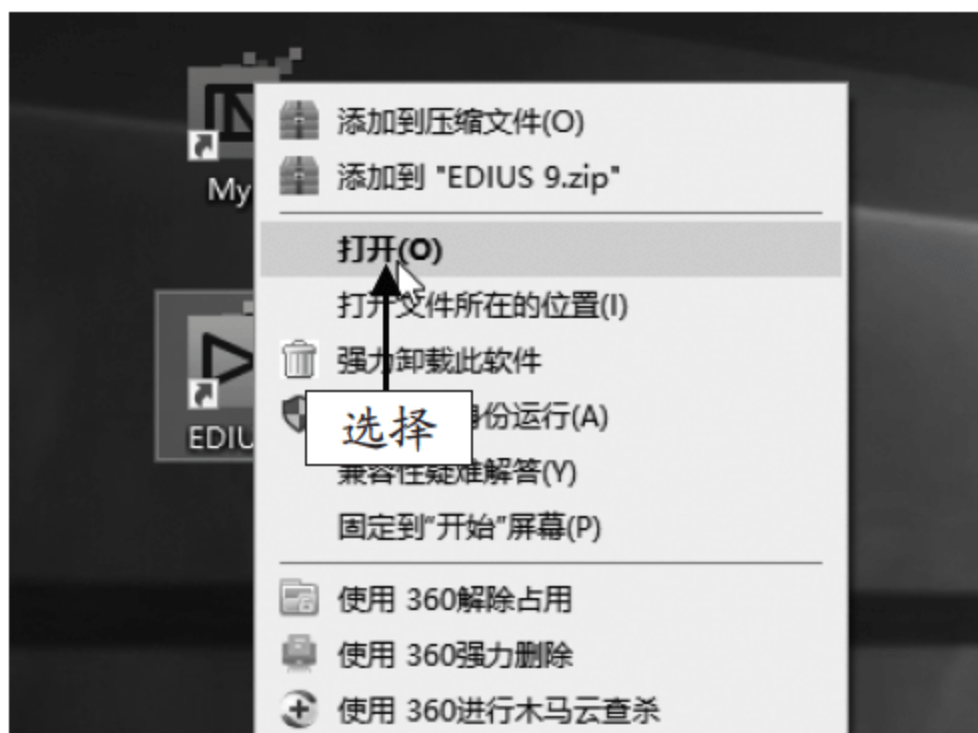 添加到压缩文件(O)
添加到 "EDIUS 9.zip"
My
打开(O)
打开文件所在的位置(I)
强力卸载此软件
选择
份运行(A)
EDIU
兼容性疑难解答(Y)
固定到"开始"屏幕(P)
使用 360解除占用
使用 360强力删除
使用 360进行木马云查杀